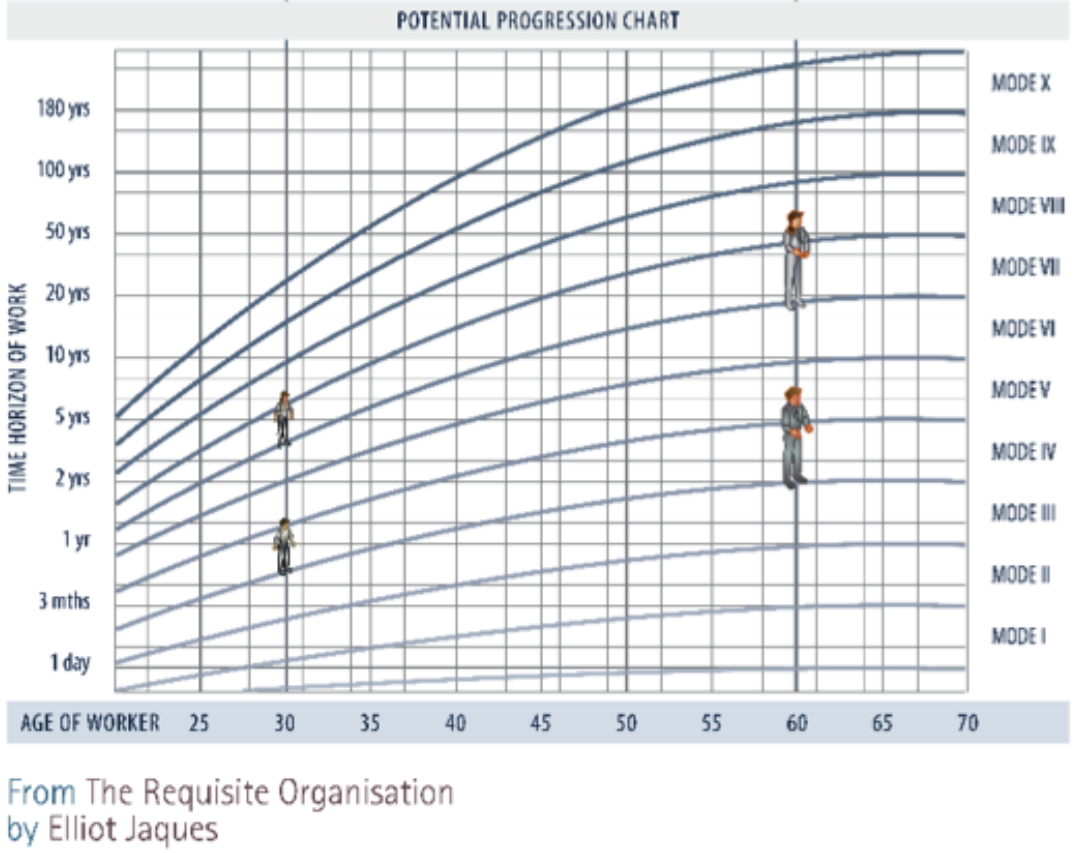 POTENTIAL PROGRESSION CHART
MODE X
180 yrs
MODE IX
100 yrs
MODE VIII
50 yrs
MODE VII
20 yrs
MODE VI
10 yrs
MODE V
5 yrs
MODE IV
2 yrs
MODE III
1 yr
MODE II
3 mths
MODE I
1 day
TIME HORIZON OF WORK
AGE OF WORKER 25 30 35 40 45 50 55 60 65 70
From The Requisite Organisation
by Elliot Jaques